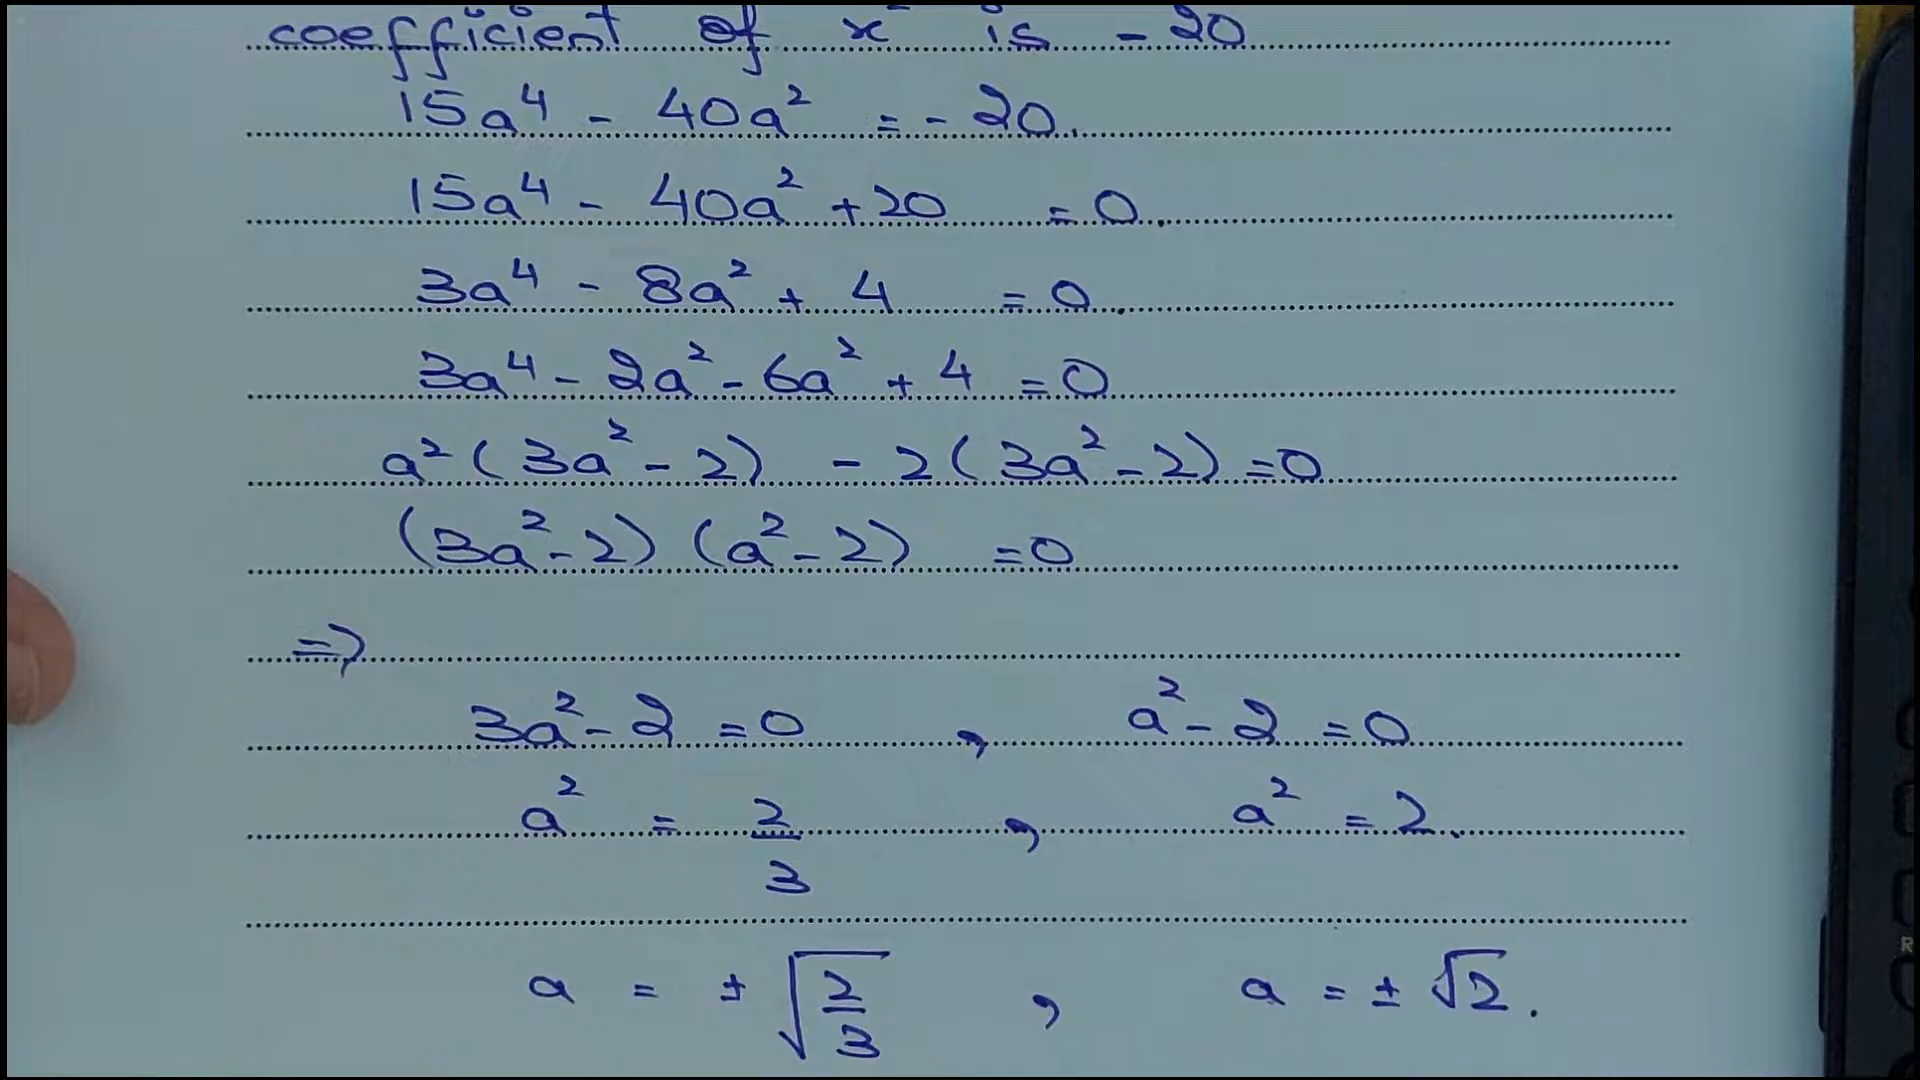 coefficient of x² is - 20
15a⁴ - 40a² = - 20.
15a⁴ - 40a² + 20 = 0.
3a⁴ - 8a² + 4 = 0.
3a⁴ - 2a² - 6a² + 4 = 0
a² (3a² - 2) - 2 (3a² - 2) = 0
(3a² - 2) (a² - 2) = 0
⇒
3a² - 2 = 0 , a² - 2 = 0
a² = 2/3 , a² = 2.
a = ± √(2/3) , a = ± √2.
R